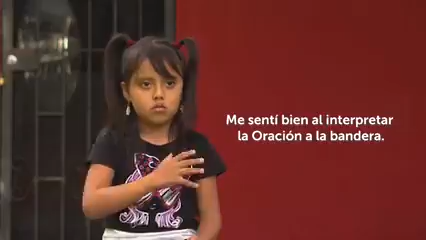 Me sentí bien al interpretar
la Oración a la bandera.